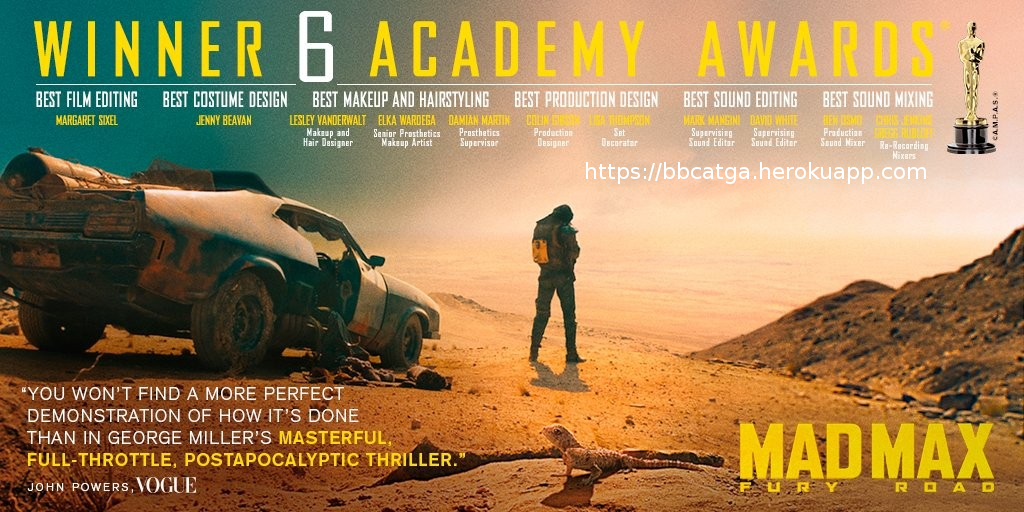 WINNER 6 ACADEMY AWARDS®
BEST FILM EDITING
MARGARET SIXEL
BEST COSTUME DESIGN
JENNY BEAVAN
BEST MAKEUP AND HAIRSTYLING
LESLEY VANDERWALT
Makeup and
Hair Designer
ELKA WARDEGA
Senior Prosthetics
Makeup Artist
DAMIAN MARTIN
Prosthetics
Supervisor
BEST PRODUCTION DESIGN
COLIN GIBSON
Production
Designer
LISA THOMPSON
Set
Decorator
BEST SOUND EDITING
MARK MANGINI
Supervising
Sound Editor
DAVID WHITE
Supervising
Sound Editor
BEST SOUND MIXING
BEN OSMO
Production
Sound Mixer
CHRIS JENKINS
GREGG RUDLOFF
Re-Recording
Mixers
©A.M.P.A.S.®
https://bbcatga.herokuapp.com
“YOU WON’T FIND A MORE PERFECT
DEMONSTRATION OF HOW IT’S DONE
THAN IN GEORGE MILLER’S MASTERFUL,
FULL-THROTTLE, POSTAPOCALYPTIC THRILLER.”
JOHN POWERS, VOGUE
MAD MAX
FURY ROAD